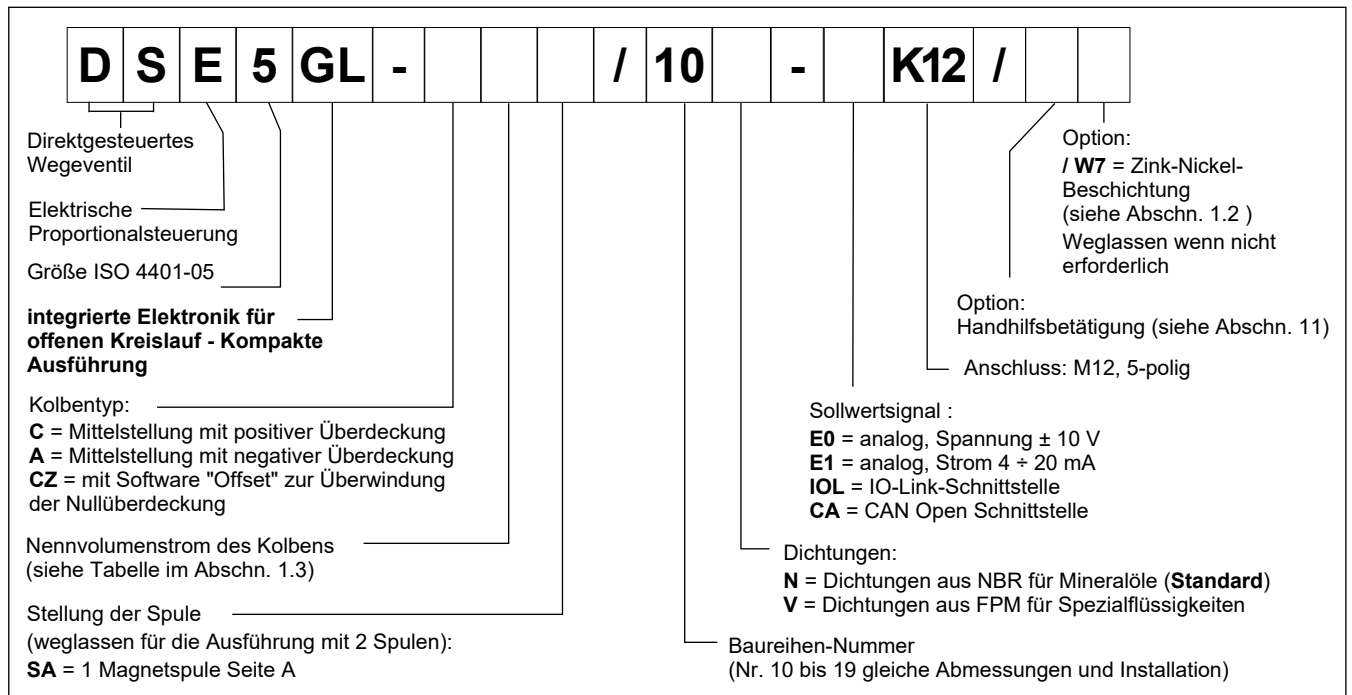 D S E 5 GL - / 10 - K12 /
Direktgesteuertes
Wegeventil
Elektrische
Proportionalsteuerung
Größe ISO 4401-05
integrierte Elektronik für
offenen Kreislauf - Kompakte
Ausführung
Kolbentyp:
C = Mittelstellung mit positiver Überdeckung
A = Mittelstellung mit negativer Überdeckung
CZ = mit Software "Offset" zur Überwindung
der Nullüberdeckung
Nennvolumenstrom des Kolbens
(siehe Tabelle im Abschn. 1.3)
Stellung der Spule
(weglassen für die Ausführung mit 2 Spulen):
SA = 1 Magnetspule Seite A
Option:
/ W7 = Zink-Nickel-
Beschichtung
(siehe Abschn. 1.2 )
Weglassen wenn nicht
erforderlich
Option:
Handhilfsbetätigung (siehe Abschn. 11)
Anschluss: M12, 5-polig
Sollwertsignal :
E0 = analog, Spannung ± 10 V
E1 = analog, Strom 4 ÷ 20 mA
IOL = IO-Link-Schnittstelle
CA = CAN Open Schnittstelle
Dichtungen:
N = Dichtungen aus NBR für Mineralöle (Standard)
V = Dichtungen aus FPM für Spezialflüssigkeiten
Baureihen-Nummer
(Nr. 10 bis 19 gleiche Abmessungen und Installation)